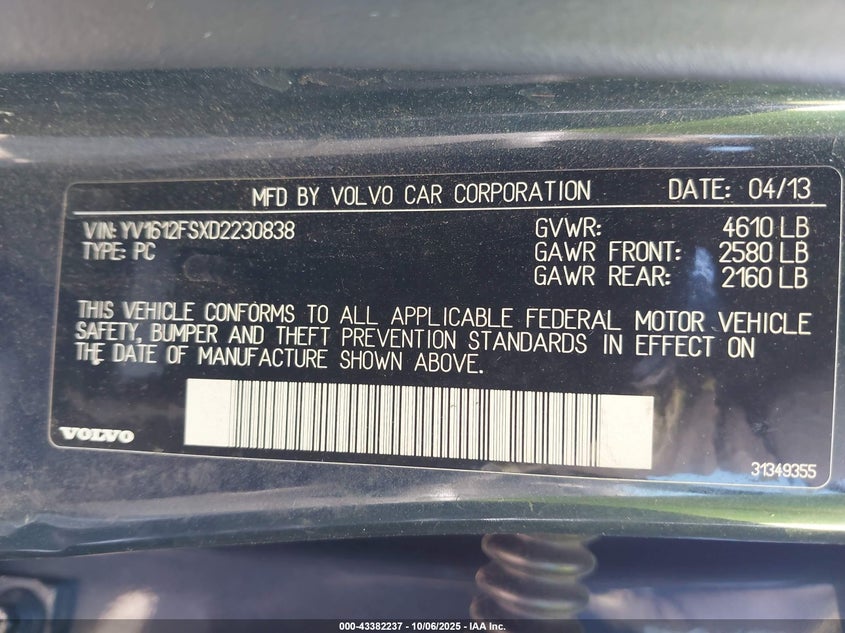 MFD BY VOLVO CAR CORPORATION DATE: 04/13
VIN: YV1612FSXD2230838 GVWR: 4610 LB
TYPE: PC GAWR FRONT: 2580 LB
GAWR REAR: 2160 LB
THIS VEHICLE CONFORMS TO ALL APPLICABLE FEDERAL MOTOR VEHICLE
SAFETY, BUMPER AND THEFT PREVENTION STANDARDS IN EFFECT ON
THE DATE OF MANUFACTURE SHOWN ABOVE.
VOLVO
31349355
000-43382237 - 10/06/2025 - IAA Inc.